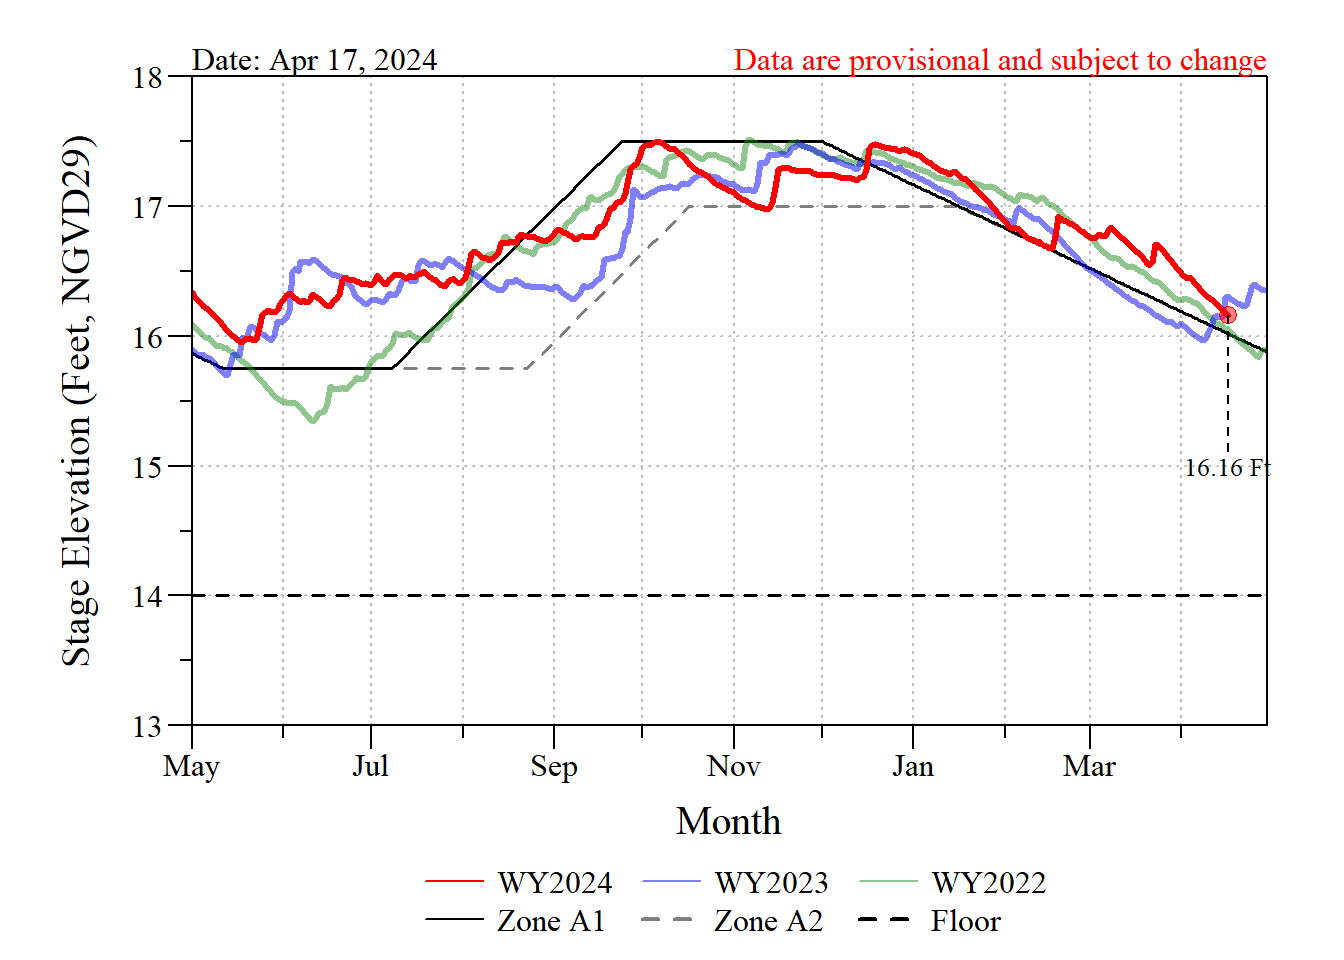 Date: Apr 17, 2024
Data are provisional and subject to change
18
17
16
15
14
13
Stage Elevation (Feet, NGVD29)
16.16 Ft
May Jul Sep Nov Jan Mar
Month
WY2024 WY2023 WY2022
Zone A1 Zone A2 Floor